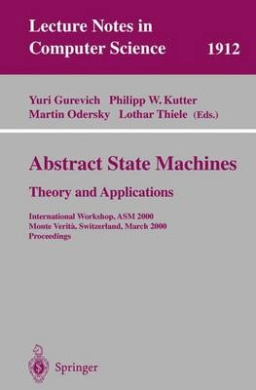 Lecture Notes in
Computer Science 1912
Yuri Gurevich Philipp W. Kutter
Martin Odersky Lothar Thiele (Eds.)
Abstract State Machines
Theory and Applications
International Workshop, ASM 2000
Monte Verità, Switzerland, March 2000
Proceedings
Springer